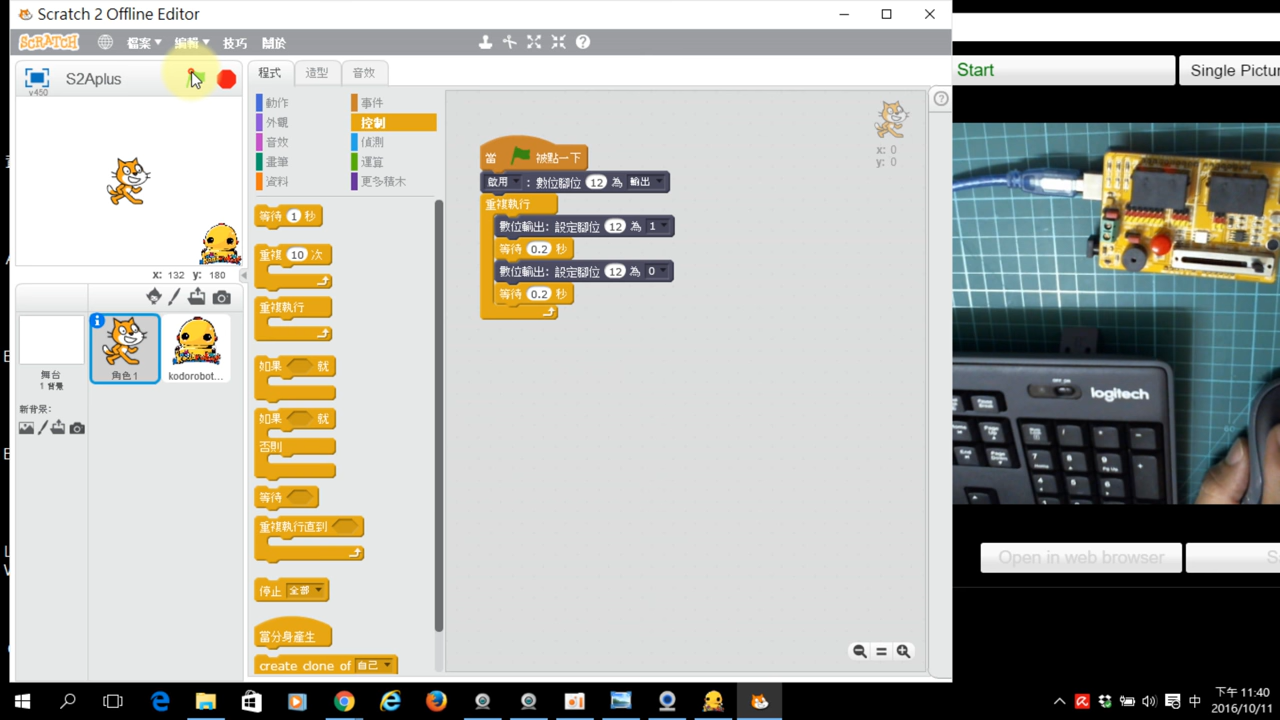 Scratch 2 Offline Editor
SCRATCH
檔案
編輯
技巧
關於
S2Aplus
v450
x: 132 y: 180
舞台
1 背景
新背景:
角色1
kodorobot...
程式
造型
音效
動作
事件
外觀
控制
音效
偵測
畫筆
運算
資料
更多積木
等待 1 秒
重複 10 次
重複執行
如果 就
如果 就
否則
等待
重複執行直到
停止 全部
當分身產生
create clone of 自己
當 被點一下
啟用 : 數位腳位 12 為 輸出
重複執行
數位輸出: 設定腳位 12 為 1
等待 0.2 秒
數位輸出: 設定腳位 12 為 0
等待 0.2 秒
x: 0
y: 0
Start
Single Pictu
logitech
Open in web browser
S
中
下午 11:40
2016/10/11